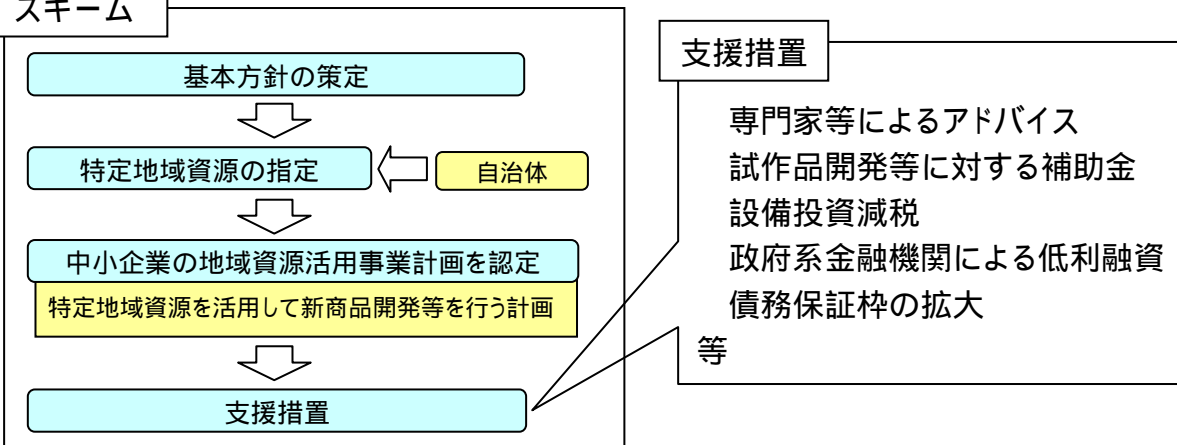 スキーム
基本方針の策定
特定地域資源の指定
自治体
中小企業の地域資源活用事業計画を認定
特定地域資源を活用して新商品開発等を行う計画
支援措置
支援措置
専門家等によるアドバイス
試作品開発等に対する補助金
設備投資減税
政府系金融機関による低利融資
債務保証枠の拡大
等